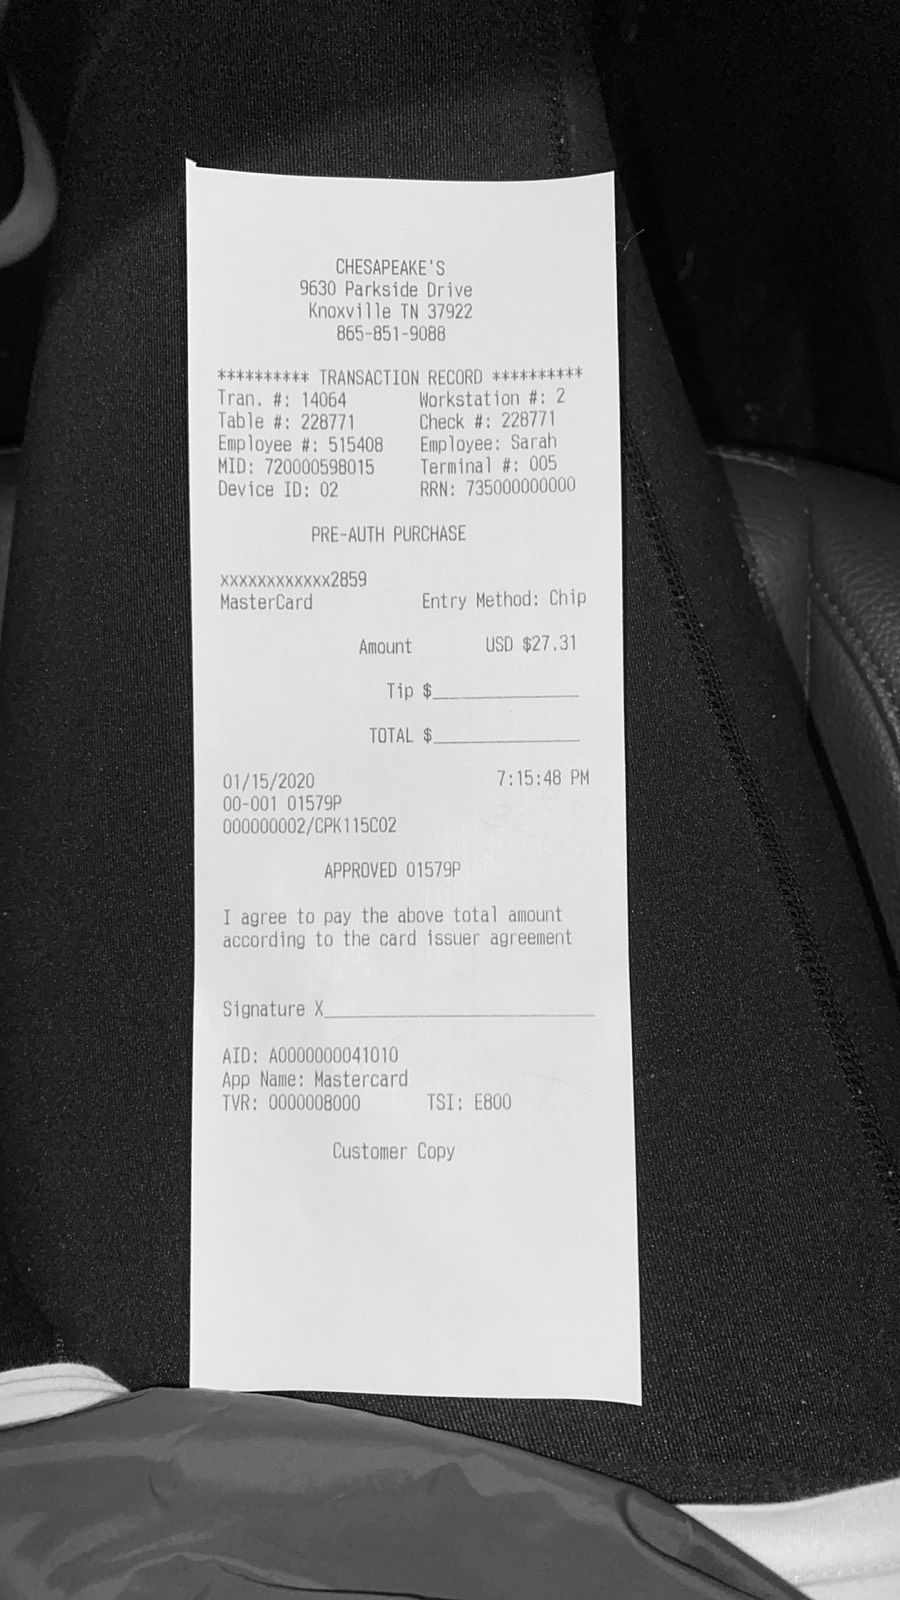 CHESAPEAKE'S
9630 Parkside Drive
Knoxville TN 37922
865-851-9088
********** TRANSACTION RECORD **********
Tran. #: 14064 Workstation #: 2
Table #: 228771 Check #: 228771
Employee #: 515408 Employee: Sarah
MID: 720000598015 Terminal #: 005
Device ID: 02 RRN: 735000000000
PRE-AUTH PURCHASE
xxxxxxxxxxxx2859
MasterCard Entry Method: Chip
Amount USD $27.31
Tip $________________
TOTAL $________________
01/15/2020 7:15:48 PM
00-001 01579P
000000002/CPK115C02
APPROVED 01579P
I agree to pay the above total amount
according to the card issuer agreement
Signature X_____________________________
AID: A0000000041010
App Name: Mastercard
TVR: 0000008000 TSI: E800
Customer Copy